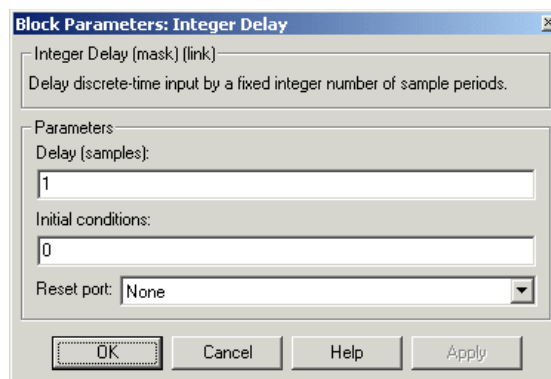 Block Parameters: Integer Delay
Integer Delay (mask) (link)
Delay discrete-time input by a fixed integer number of sample periods.
Parameters
Delay (samples):
1
Initial conditions:
0
Reset port: None
OK Cancel Help Apply